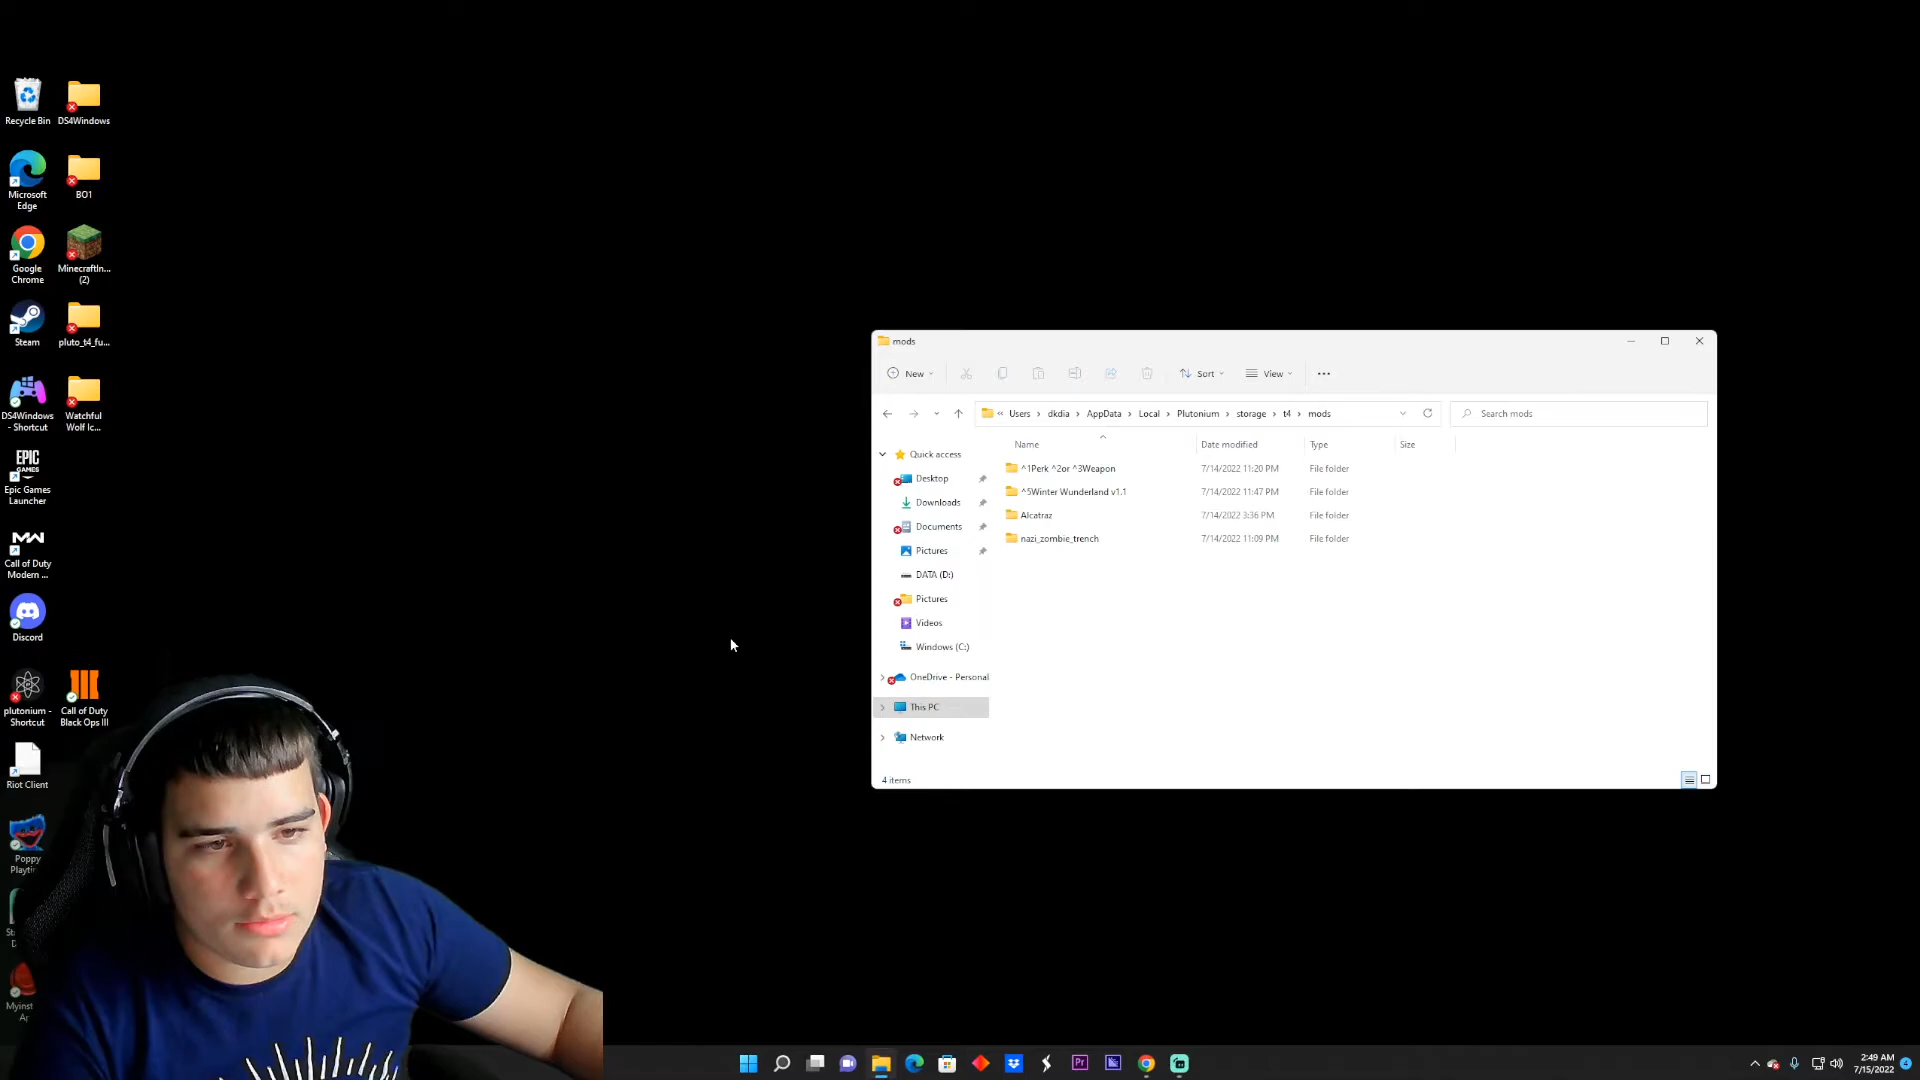 Recycle Bin
DS4Windows
Microsoft
Edge
BO1
Google
Chrome
MinecraftIn...
(2)
Steam
pluto_t4_fu...
DS4Windows
- Shortcut
Watchful
Wolf Ic...
EPIC
GAMES
Epic Games
Launcher
Call of Duty
Modern ...
Discord
plutonium -
Shortcut
Call of Duty
Black Ops III
Riot Client
Poppy
Playti...
Myinst
Ar
mods
New
Sort
View
« Users › dkdia › AppData › Local › Plutonium › storage › t4 › mods
Search mods
Name
Date modified
Type
Size
^1Perk ^2or ^3Weapon 7/14/2022 11:20 PM File folder
^5Winter Wunderland v1.1 7/14/2022 11:47 PM File folder
Alcatraz 7/14/2022 3:36 PM File folder
nazi_zombie_trench 7/14/2022 11:09 PM File folder
Quick access
Desktop
Downloads
Documents
Pictures
DATA (D:)
Pictures
Videos
Windows (C:)
OneDrive - Personal
This PC
Network
4 items
Pr
2:49 AM
7/15/2022
4